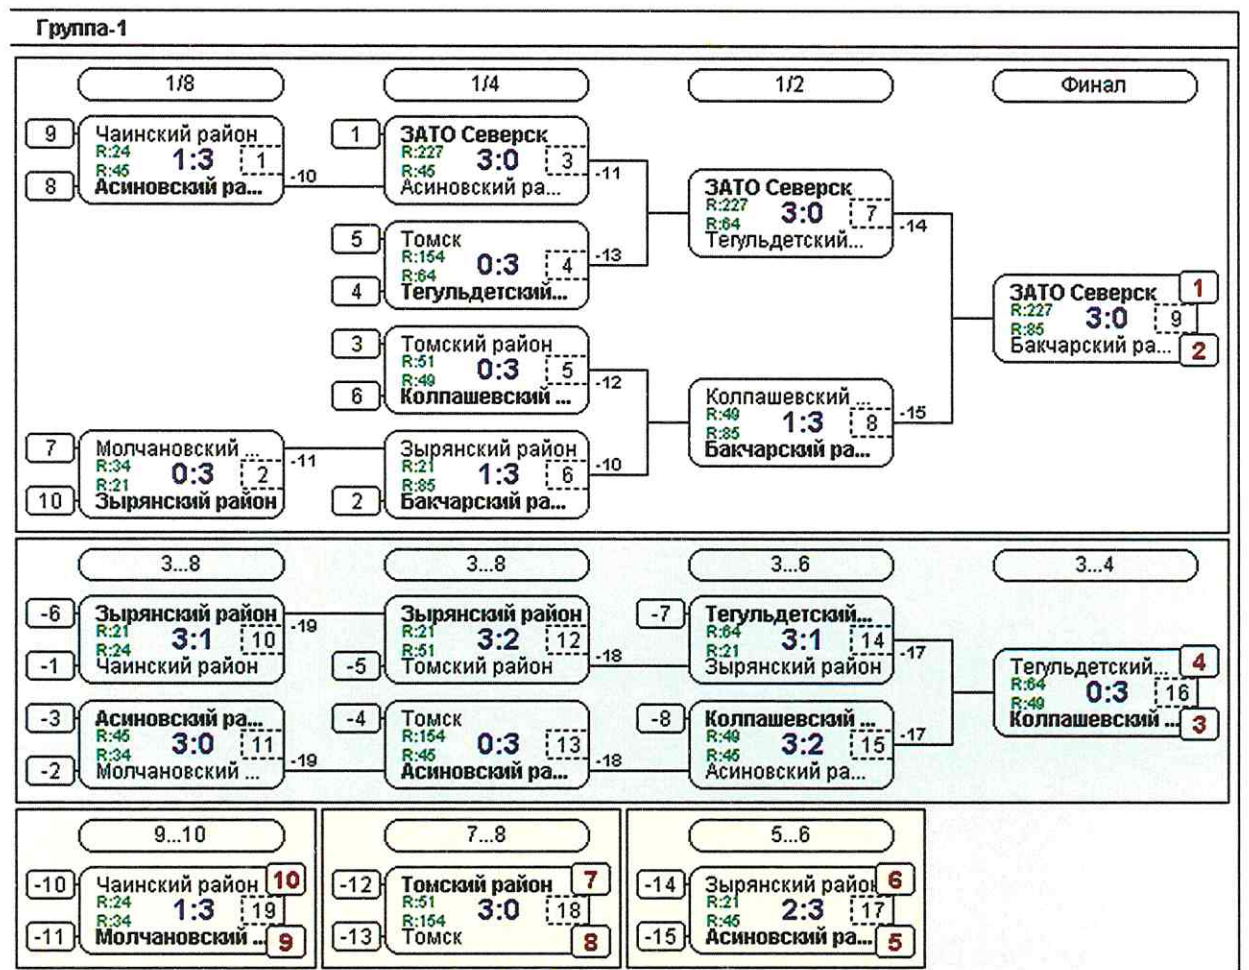 Группа-1
1/8
1/4
1/2
Финал
9
Чаинский район
R:24
R:45
1:3
1
8
Асиновский ра...
-10
1
ЗАТО Северск
R:227
R:45
3:0
3
Асиновский ра...
-11
5
Томск
R:154
R:64
0:3
4
4
Тегульдетский...
-13
3
Томский район
R:51
R:49
0:3
5
6
Колпашевский ...
-12
7
Молчановский ...
R:34
R:21
0:3
2
10
Зырянский район
-11
Зырянский район
R:21
R:85
1:3
6
2
Бакчарский ра...
-10
ЗАТО Северск
R:227
R:64
3:0
7
Тегульдетский...
-14
Колпашевский ...
R:49
R:85
1:3
8
Бакчарский ра...
-15
ЗАТО Северск
1
R:227
R:85
3:0
9
Бакчарский ра...
2
3...8
3...8
3...6
3...4
-6
Зырянский район
R:21
R:24
3:1
10
-1
Чаинский район
-19
Зырянский район
R:21
R:51
3:2
12
-5
Томский район
-18
-7
Тегульдетский...
R:64
R:21
3:1
14
Зырянский район
-17
-3
Асиновский ра...
R:45
R:34
3:0
11
-2
Молчановский ...
-19
-4
Томск
R:154
R:45
0:3
13
Асиновский ра...
-18
-8
Колпашевский ...
R:49
R:45
3:2
15
Асиновский ра...
-17
Тегульдетский...
4
R:64
R:49
0:3
16
Колпашевский ...
3
9...10
7...8
5...6
-10
Чаинский район
10
R:24
R:34
1:3
19
-11
Молчановский ...
9
-12
Томский район
7
R:51
R:154
3:0
18
-13
Томск
8
-14
Зырянский район
6
R:21
R:45
2:3
17
-15
Асиновский ра...
5